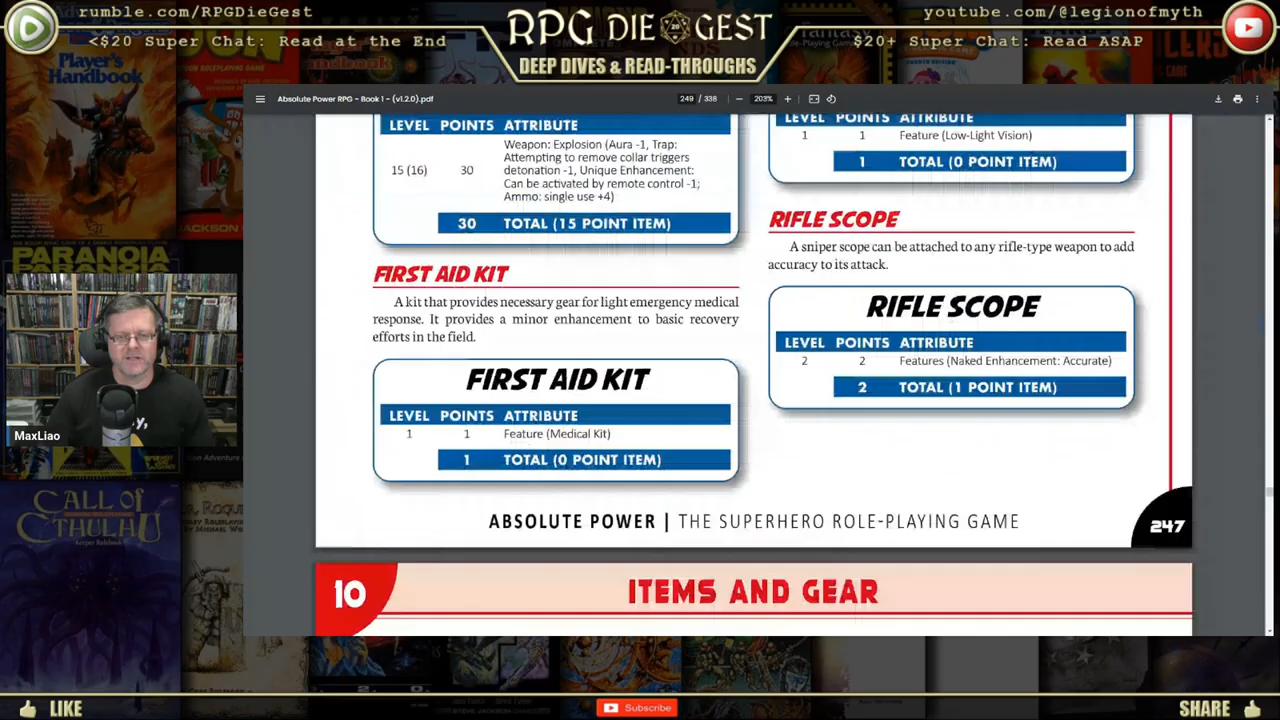 rumble.com/RPGDieGest
<$20 Super Chat: Read at the End
RPG DIE GEST
DEEP DIVES & READ-THROUGHS
youtube.com/@legionofmyth
$20+ Super Chat: Read ASAP
Player's
Handbook
PARANOIA
CALL of
CTHULHU
MaxLiao
Absolute Power RPG - Book 1 - (v1.2.0).pdf
249 / 338
203%
LEVEL POINTS ATTRIBUTE
15 (16) 30 Weapon: Explosion (Aura -1, Trap:
Attempting to remove collar triggers
detonation -1, Unique Enhancement:
Can be activated by remote control -1;
Ammo: single use +4)
30 TOTAL (15 POINT ITEM)
FIRST AID KIT
A kit that provides necessary gear for light emergency medical
response. It provides a minor enhancement to basic recovery
efforts in the field.
FIRST AID KIT
LEVEL POINTS ATTRIBUTE
1 1 Feature (Medical Kit)
1 TOTAL (0 POINT ITEM)
LEVEL POINTS ATTRIBUTE
1 1 Feature (Low-Light Vision)
1 TOTAL (0 POINT ITEM)
RIFLE SCOPE
A sniper scope can be attached to any rifle-type weapon to add
accuracy to its attack.
RIFLE SCOPE
LEVEL POINTS ATTRIBUTE
2 2 Features (Naked Enhancement: Accurate)
2 TOTAL (1 POINT ITEM)
ABSOLUTE POWER | THE SUPERHERO ROLE-PLAYING GAME
247
10
ITEMS AND GEAR
LIKE
Subscribe
SHARE